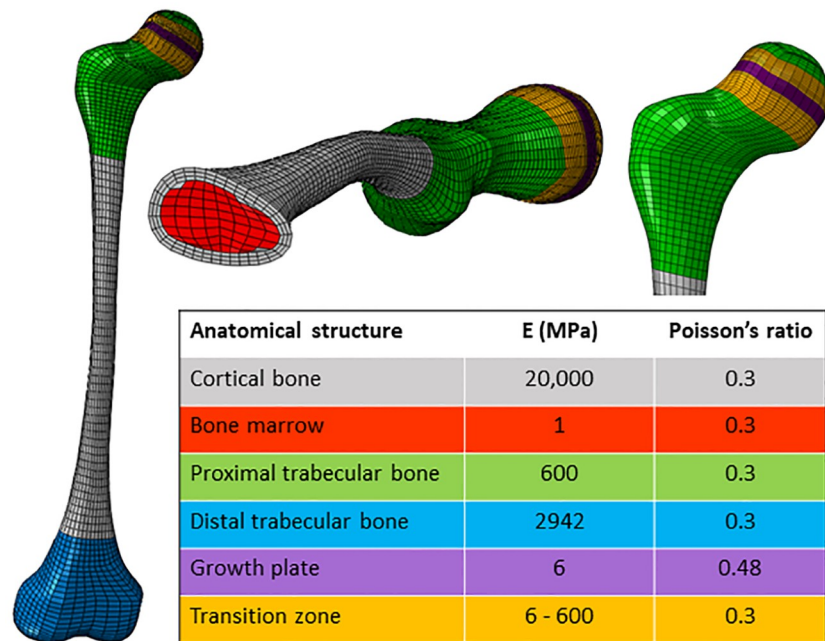 Anatomical structure E (MPa) Poisson's ratio
Cortical bone 20,000 0.3
Bone marrow 1 0.3
Proximal trabecular bone 600 0.3
Distal trabecular bone 2942 0.3
Growth plate 6 0.48
Transition zone 6 - 600 0.3